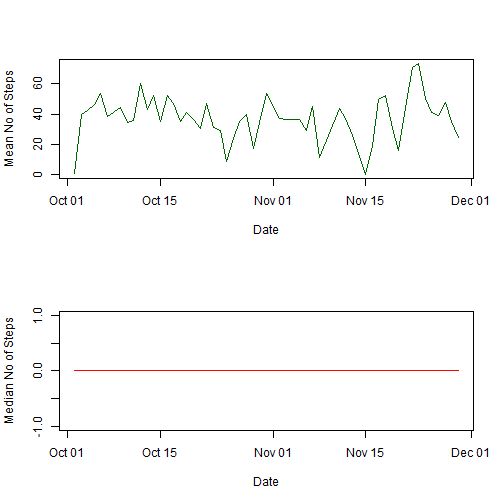 Mean No of Steps
60
40
20
0
Oct 01 Oct 15 Nov 01 Nov 15 Dec 01
Date
Median No of Steps
1.0
0.0
-1.0
Oct 01 Oct 15 Nov 01 Nov 15 Dec 01
Date